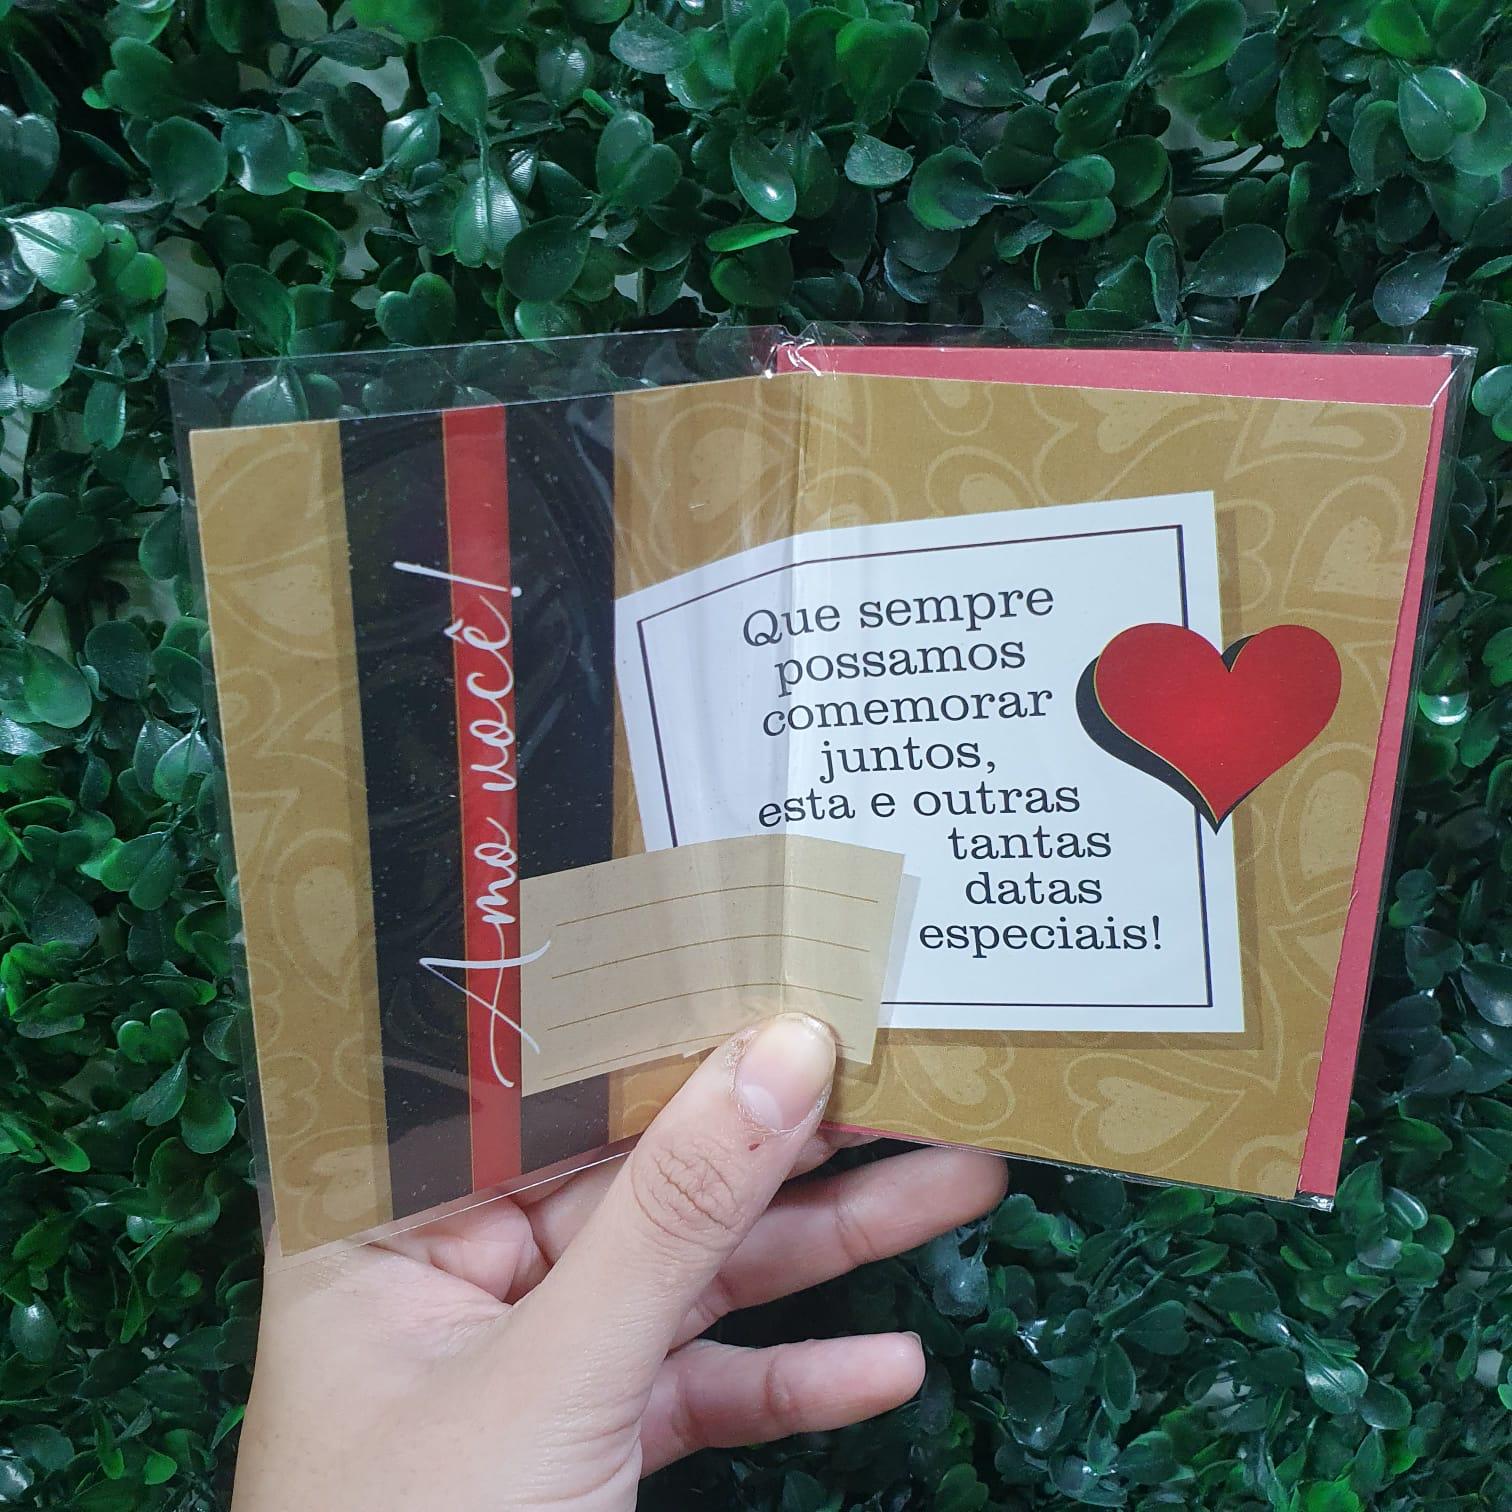 Amo você!
Que sempre
possamos
comemorar
juntos,
esta e outras
tantas
datas
especiais!